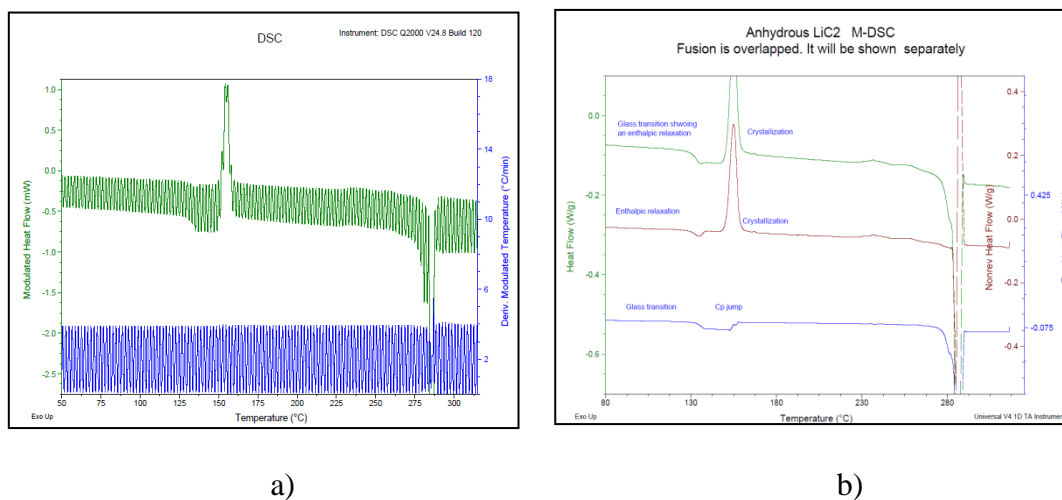 DSC
Instrument: DSC Q2000 V24.8 Build 120
Modulated Heat Flow (mW)
1.0
0.5
0.0
-0.5
-1.0
-1.5
-2.0
-2.5
18
16
14
12
10
8
6
4
2
Deriv. Modulated Temperature (°C/min)
50 75 100 125 150 175 200 225 250 275 300
Exo Up
Temperature (°C)
Anhydrous LiC2 M-DSC
Fusion is overlapped. It will be shown separately
Heat Flow (W/g)
0.0
-0.2
-0.4
-0.6
Glass transition shwoing
an enthalpic relaxation
Crystallization
Enthalpic relaxation
Crystallization
Glass transition
Cp jump
0.4
0.2
0.0
-0.2
-0.4
Nonrev Heat Flow (W/g)
0.425
-0.075
80 130 180 230 280
Exo Up
Temperature (°C)
Universal V4.1D TA Instrumen
a)
b)